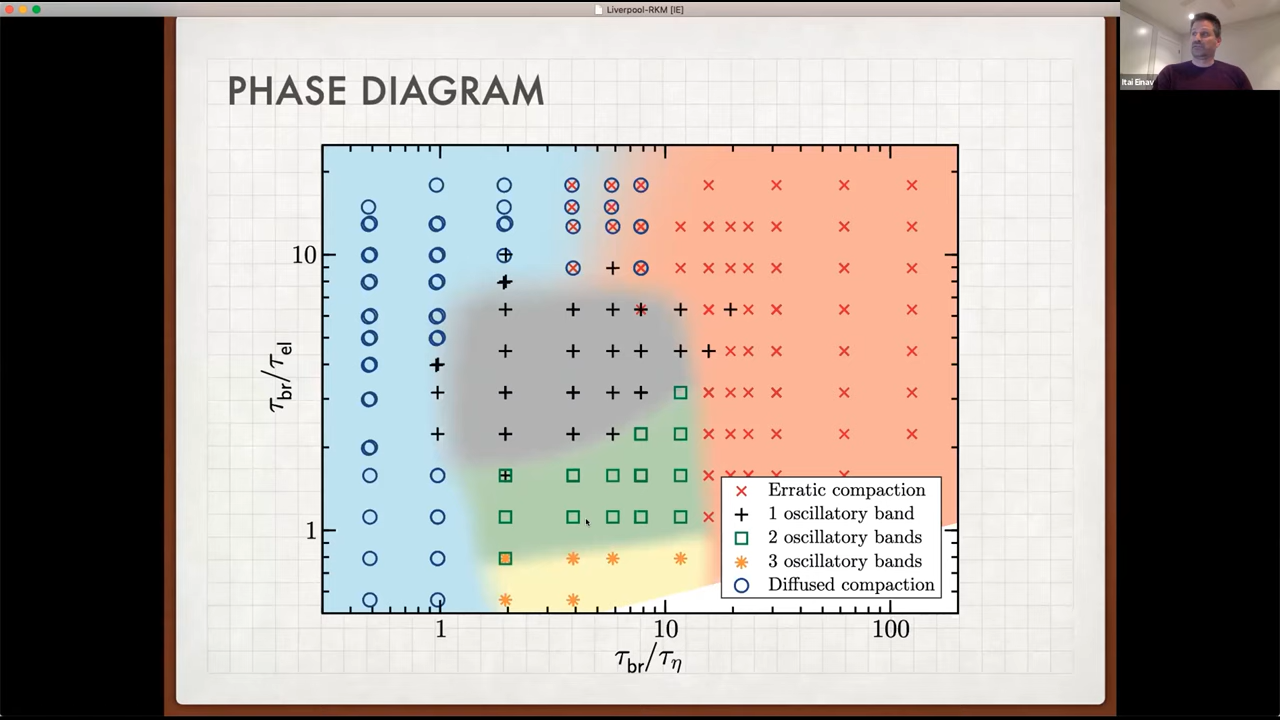 Liverpool-RKM [IE]
Itai Einav
PHASE DIAGRAM
10
1
τbr/τel
1
10
100
τbr/τη
Erratic compaction
1 oscillatory band
2 oscillatory bands
3 oscillatory bands
Diffused compaction